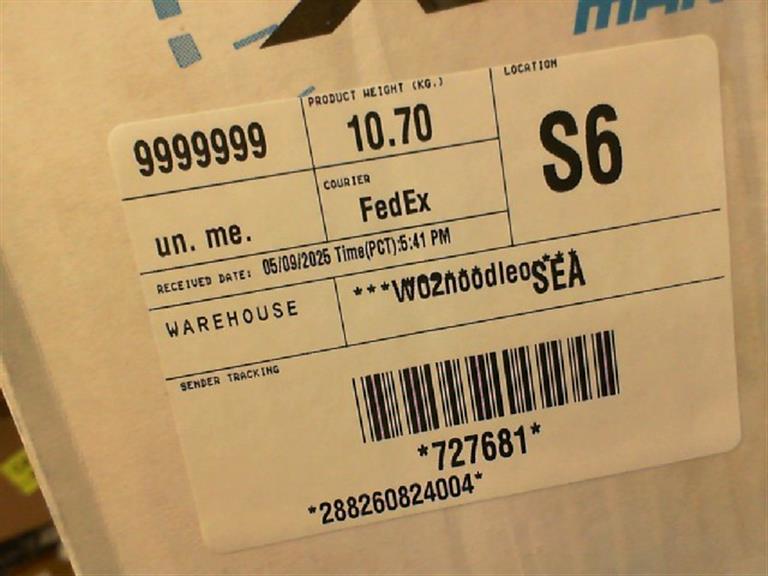 9999999
PRODUCT WEIGHT (KG.)
10.70
LOCATION
S6
un. me.
COURIER
FedEx
RECEIVED DATE: 05/09/2025 Time(PCT):5:41 PM
WAREHOUSE
SEA
SENDER TRACKING
*727681*
*288260824004*